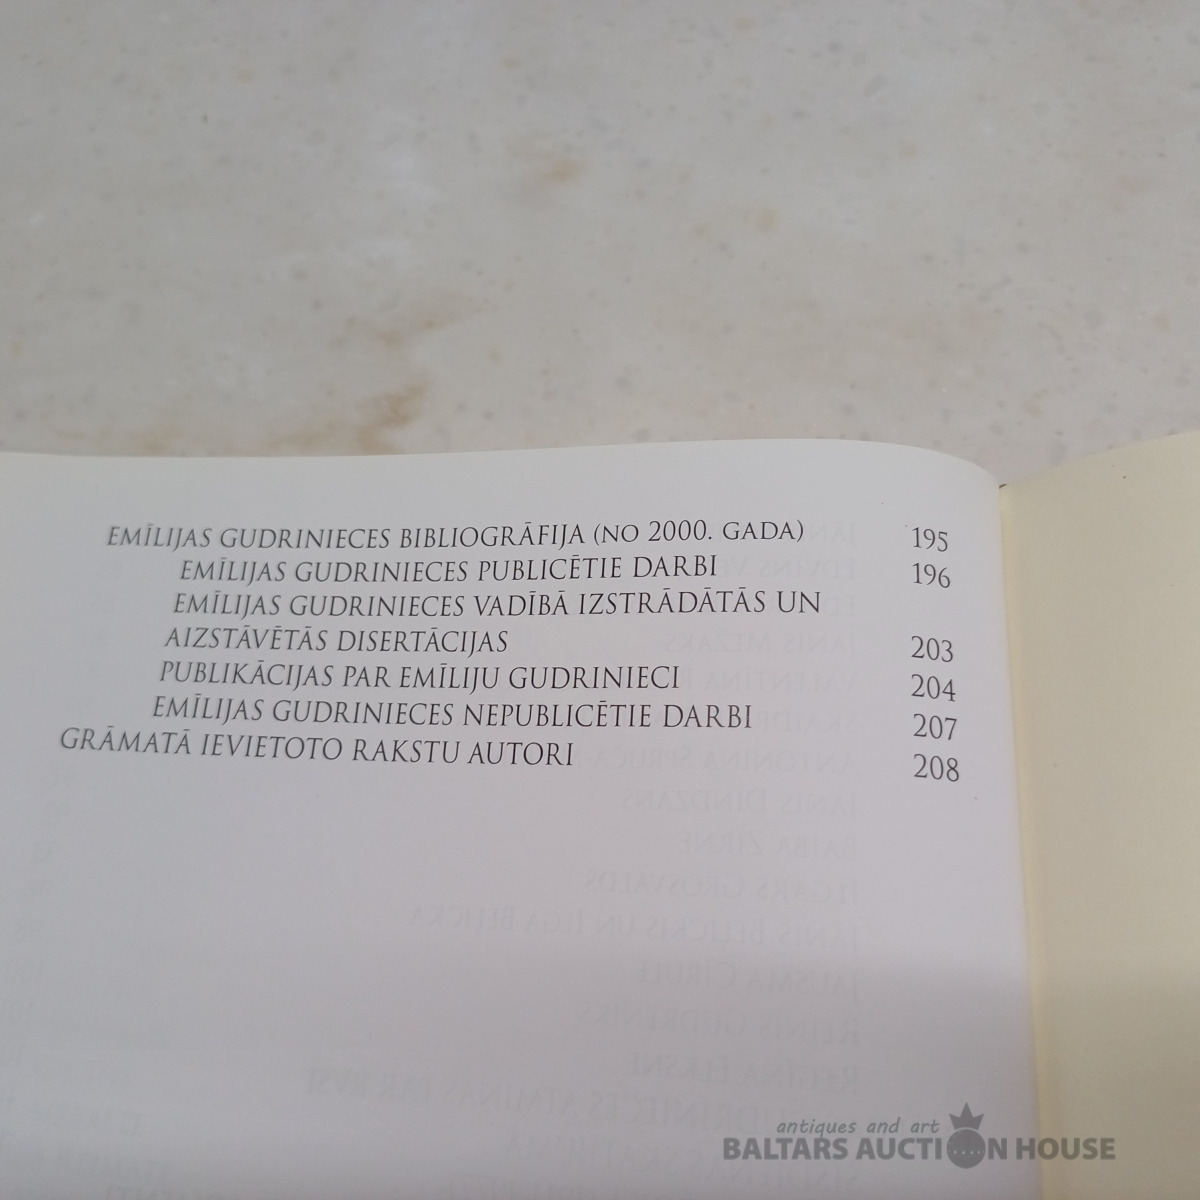 EMĪLIJAS GUDRINIECES BIBLIOGRĀFIJA (NO 2000. GADA) 195
EMĪLIJAS GUDRINIECES PUBLICĒTIE DARBI 196
EMĪLIJAS GUDRINIECES VADĪBĀ IZSTRĀDĀTĀS UN
AIZSTĀVĒTĀS DISERTĀCIJAS 203
PUBLIKĀCIJAS PAR EMĪLIJU GUDRINIECI 204
EMĪLIJAS GUDRINIECES NEPUBLICĒTIE DARBI 207
GRĀMATĀ IEVIETOTO RAKSTU AUTORI 208
antiques and art
BALTARS AUCTION HOUSE